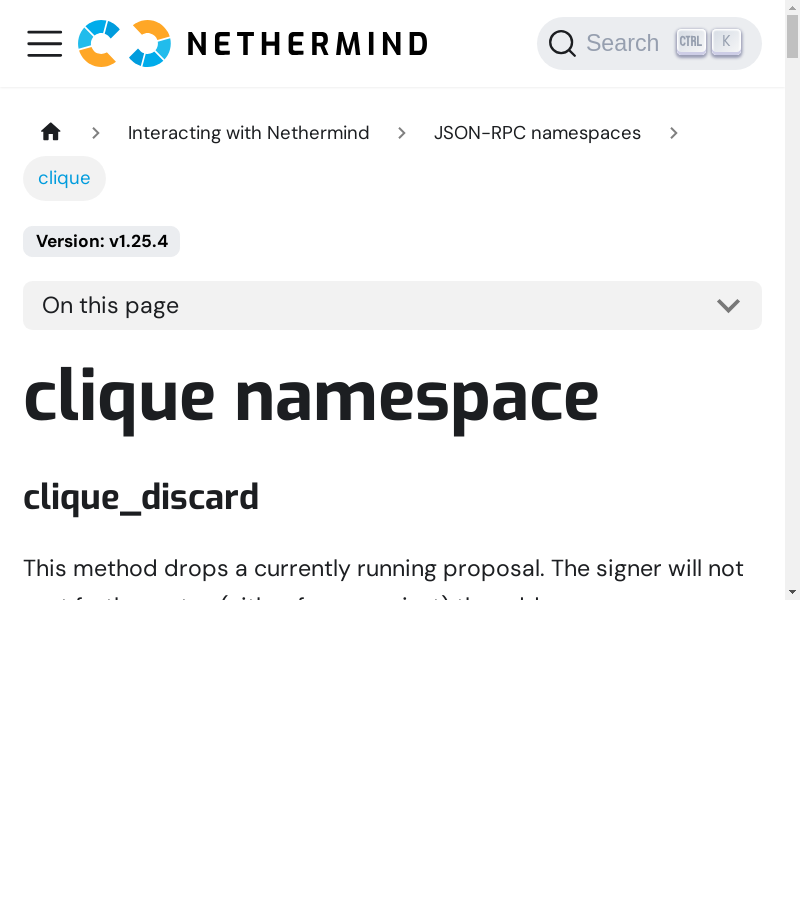 NETHERMIND
Search CTRL K
Interacting with Nethermind JSON-RPC namespaces
clique
Version: v1.25.4
On this page
clique namespace
clique_discard
This method drops a currently running proposal. The signer will not